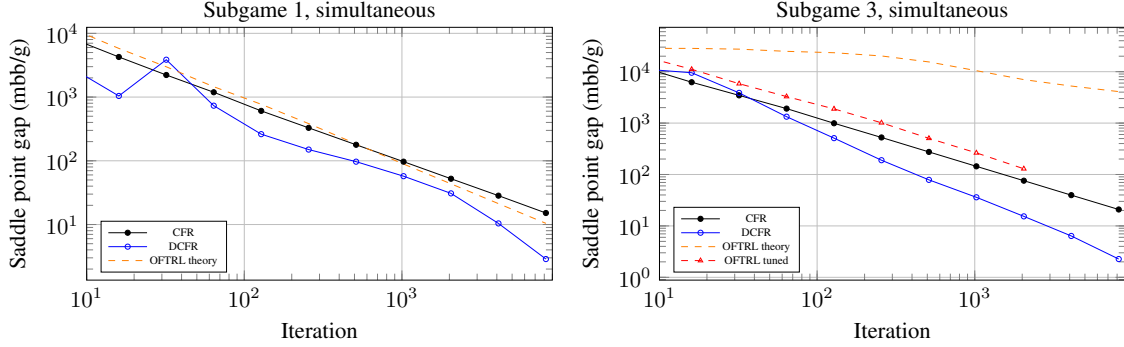 Subgame 1, simultaneous
Saddle point gap (mbb/g)
10^4
10^3
10^2
10^1
CFR
DCFR
OFTRL theory
10^1
10^2
10^3
Iteration
Subgame 3, simultaneous
Saddle point gap (mbb/g)
10^4
10^3
10^2
10^1
10^0
CFR
DCFR
OFTRL theory
OFTRL tuned
10^1
10^2
10^3
Iteration